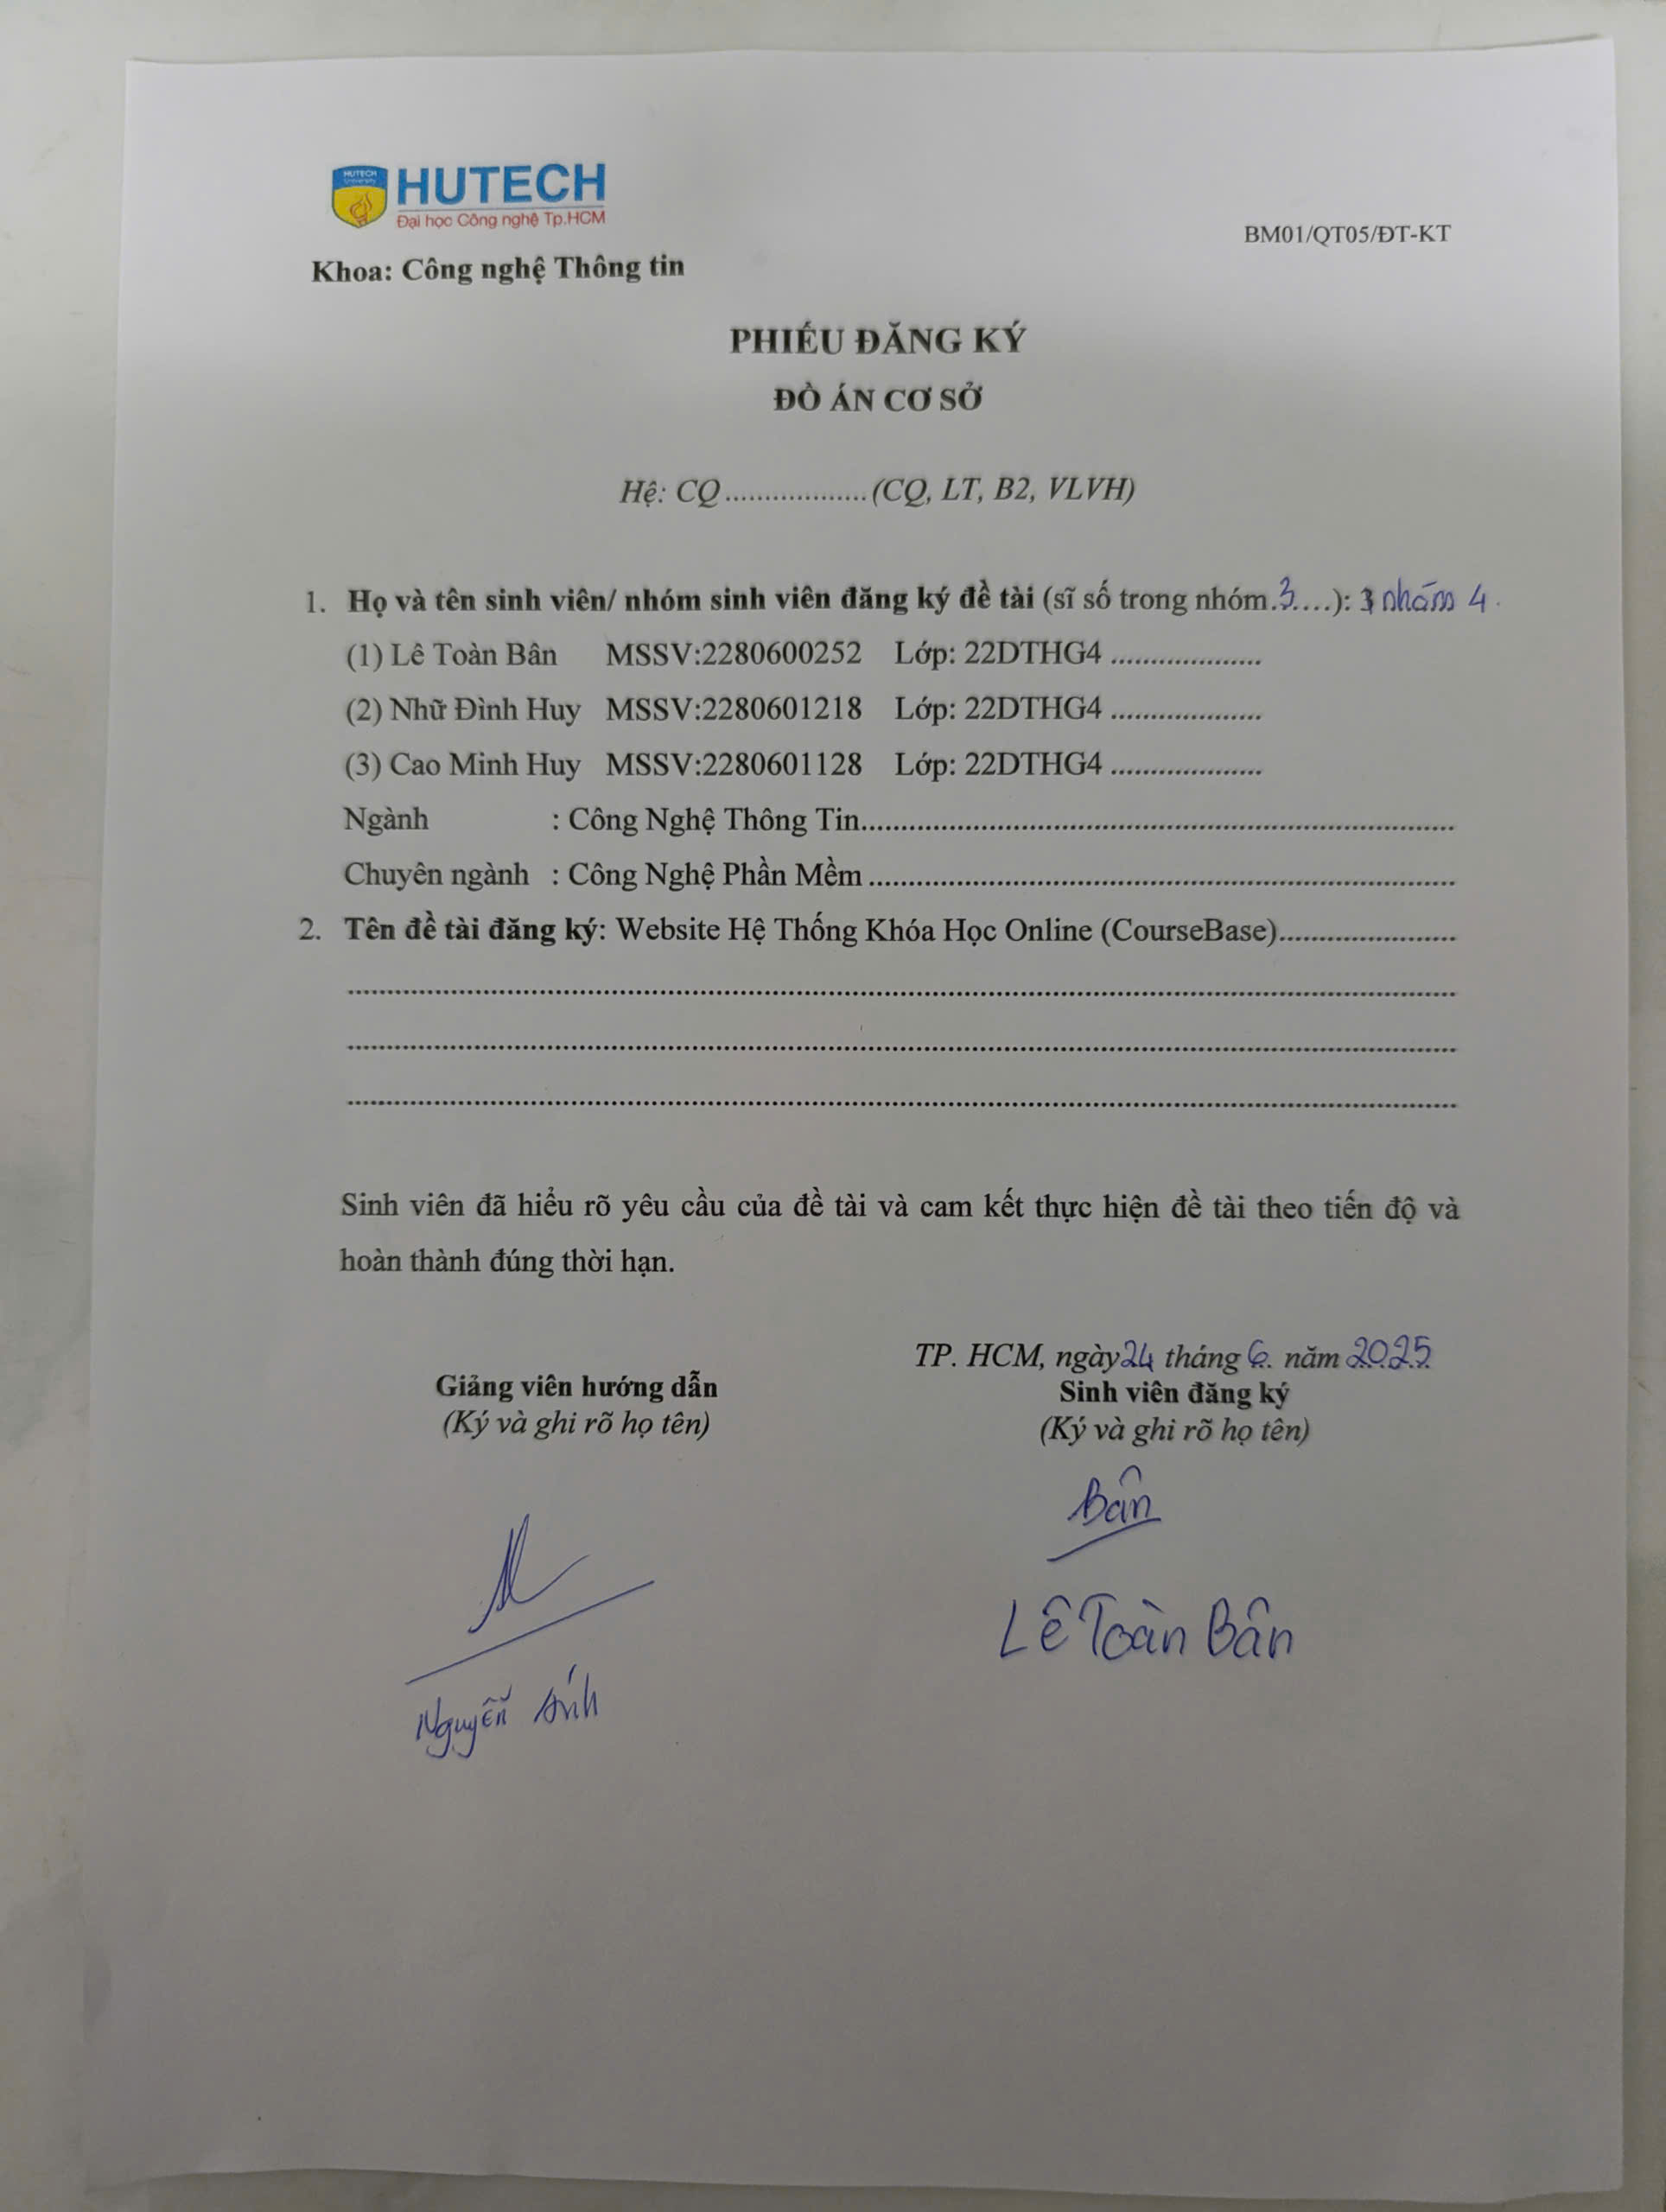 HUTECH
University
HUTECH
Đại học Công nghệ Tp.HCM
BM01/QT05/ĐT-KT
Khoa: Công nghệ Thông tin
PHIẾU ĐĂNG KÝ
ĐỒ ÁN CƠ SỞ
Hệ: CQ..................(CQ, LT, B2, VLVH)
1. Họ và tên sinh viên/ nhóm sinh viên đăng ký đề tài (sĩ số trong nhóm.3....): 3 nhóm 4.
(1) Lê Toàn Bân MSSV:2280600252 Lớp: 22DTHG4 ...................
(2) Nhữ Đình Huy MSSV:2280601218 Lớp: 22DTHG4 ...................
(3) Cao Minh Huy MSSV:2280601128 Lớp: 22DTHG4 ...................
Ngành : Công Nghệ Thông Tin...........................................................................
Chuyên ngành : Công Nghệ Phần Mềm ..........................................................................
2. Tên đề tài đăng ký: Website Hệ Thống Khóa Học Online (CourseBase)......................
Sinh viên đã hiểu rõ yêu cầu của đề tài và cam kết thực hiện đề tài theo tiến độ và
hoàn thành đúng thời hạn.
TP. HCM, ngày 24 tháng 6. năm 2025
Giảng viên hướng dẫn
(Ký và ghi rõ họ tên)
Sinh viên đăng ký
(Ký và ghi rõ họ tên)
Bân
Lê Toàn Bân
Nguyễn